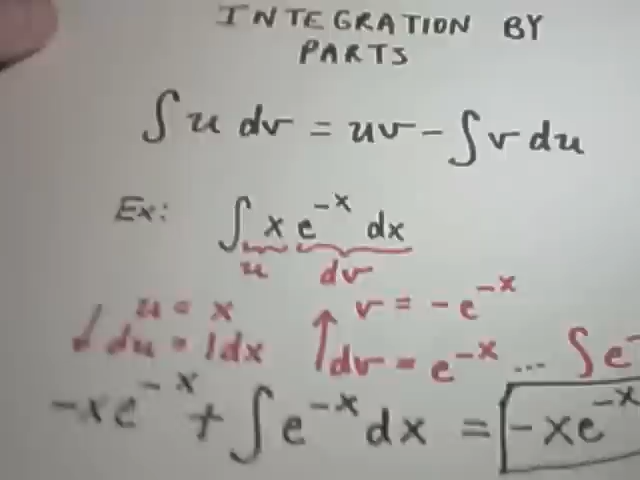 INTEGRATION BY
PARTS
∫ u dv = uv - ∫ v du
Ex: ∫ x e^{-x} dx
u dv
u = x v = -e^{-x}
du = 1dx dv = e^{-x} ... ∫ e^{-
-xe^{-x} + ∫ e^{-x} dx = -xe^{-x}